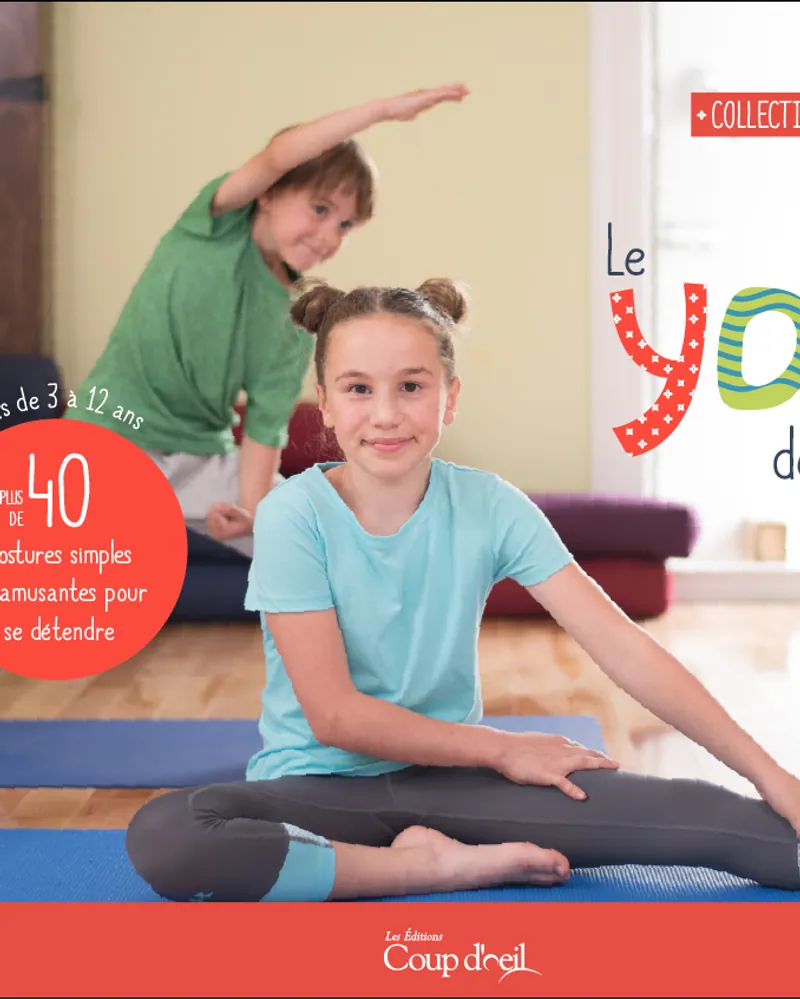 COLLECTI
Le
yo
de
s de 3 à 12 ans
PLUS
DE
40
ostures simples
amusantes pour
se détendre
Les Éditions
Coup d'oeil